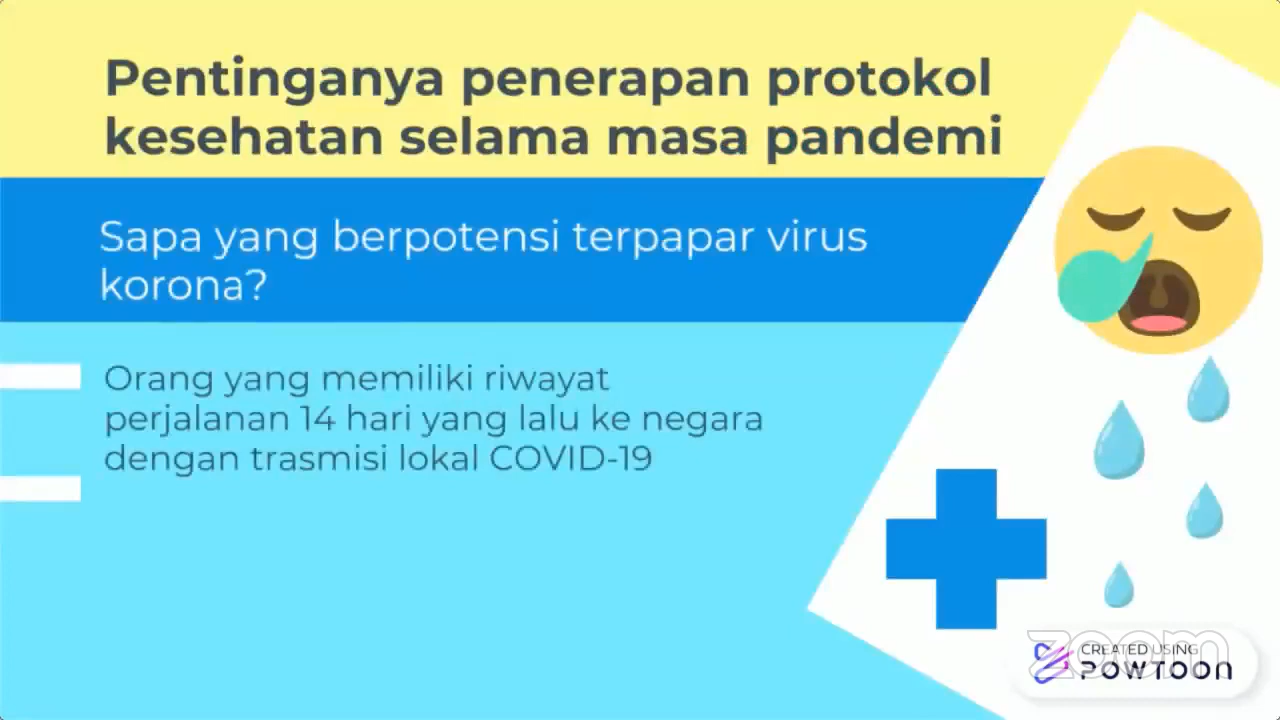 Pentinganya penerapan protokol
kesehatan selama masa pandemi
Sapa yang berpotensi terpapar virus
korona?
Orang yang memiliki riwayat
perjalanan 14 hari yang lalu ke negara
dengan trasmisi lokal COVID-19
zoom
CREATED USING
POWTOON